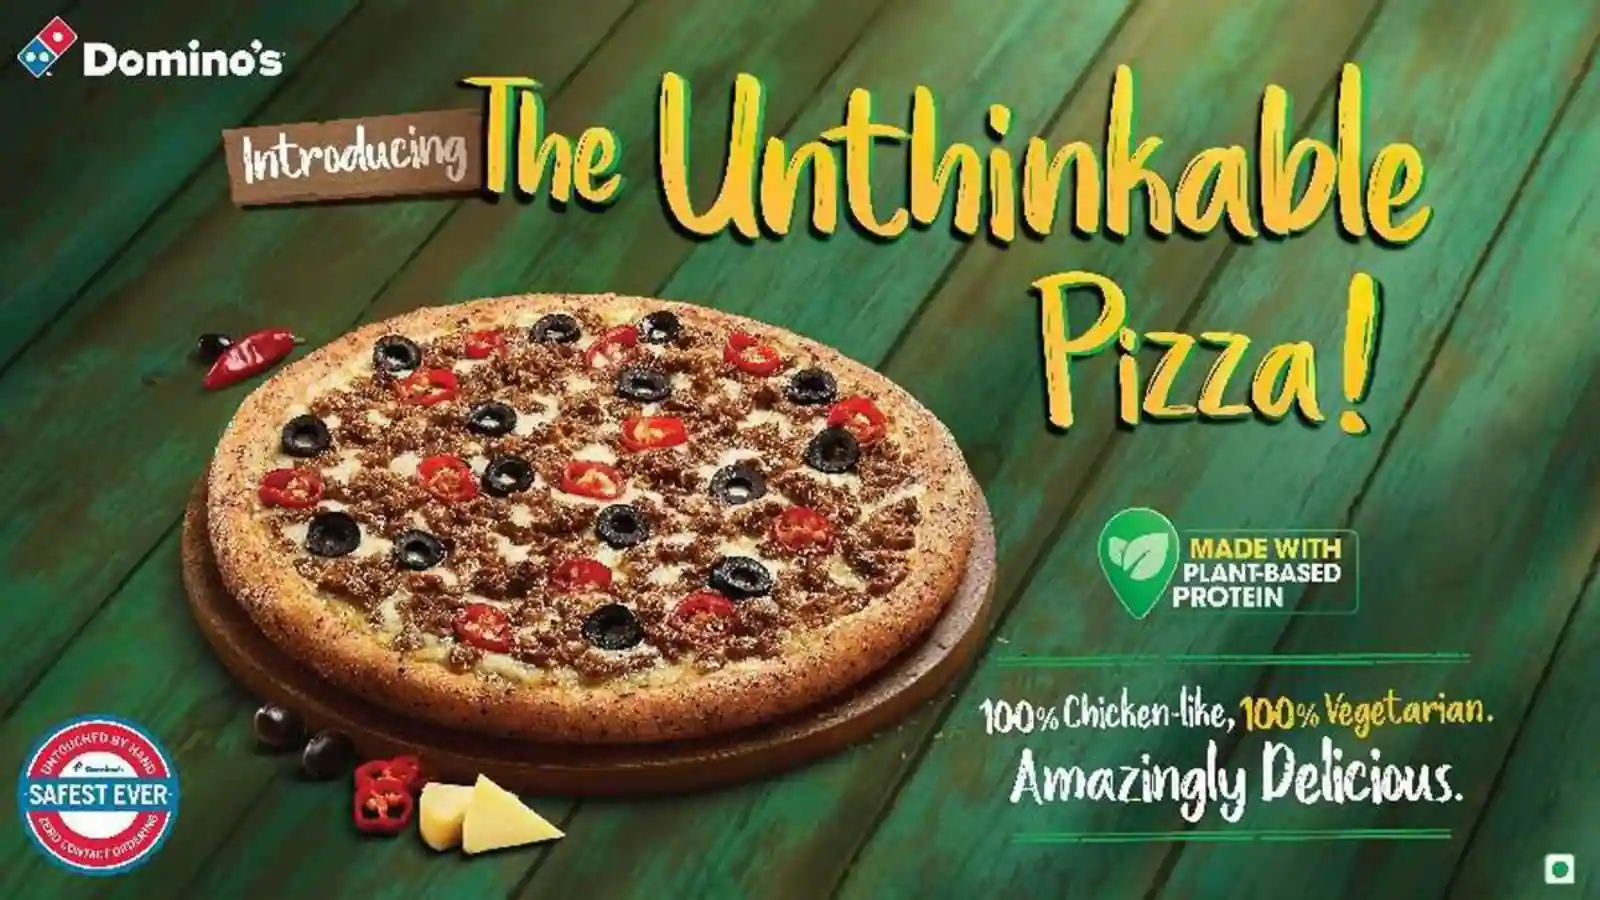 Domino's
Introducing The Unthinkable
Pizza!
MADE WITH
PLANT-BASED
PROTEIN
100% Chicken-like, 100% Vegetarian.
Amazingly Delicious.
UNTOUCHED BY HAND
Domino's
SAFEST EVER
ZERO CONTACT ORDERING